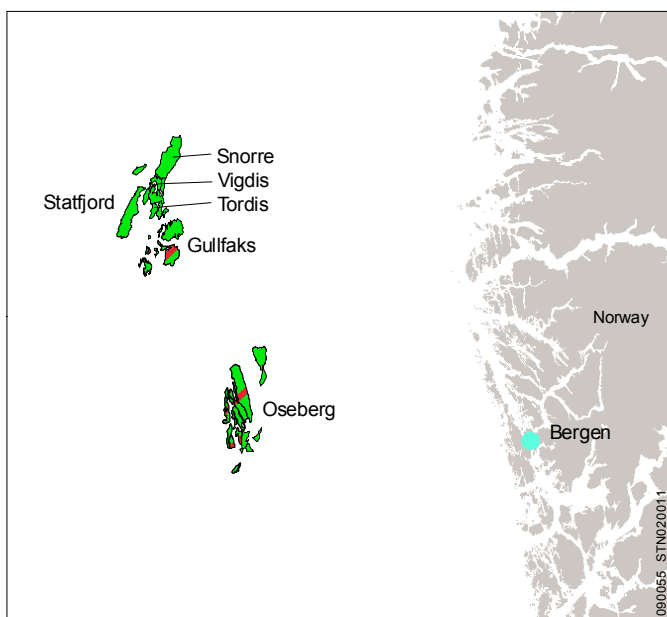 Snorre
Vigdis
Statfjord
Tordis
Gullfaks
Norway
Oseberg
Bergen
090055 STN020011